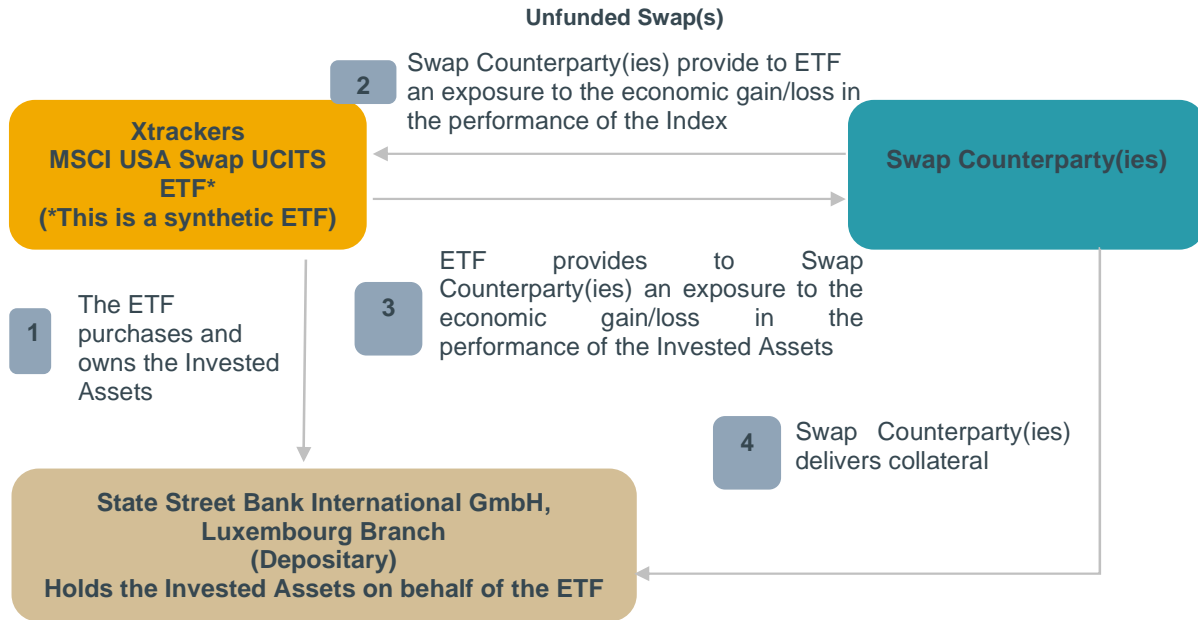 Unfunded Swap(s)
2
Swap Counterparty(ies) provide to ETF
an exposure to the economic gain/loss in
the performance of the Index
Xtrackers
MSCI USA Swap UCITS
ETF*
(*This is a synthetic ETF)
Swap Counterparty(ies)
1
The ETF
purchases and
owns the Invested
Assets
3
ETF provides to Swap
Counterparty(ies) an exposure to the
economic gain/loss in the
performance of the Invested Assets
4
Swap Counterparty(ies)
delivers collateral
State Street Bank International GmbH,
Luxembourg Branch
(Depositary)
Holds the Invested Assets on behalf of the ETF